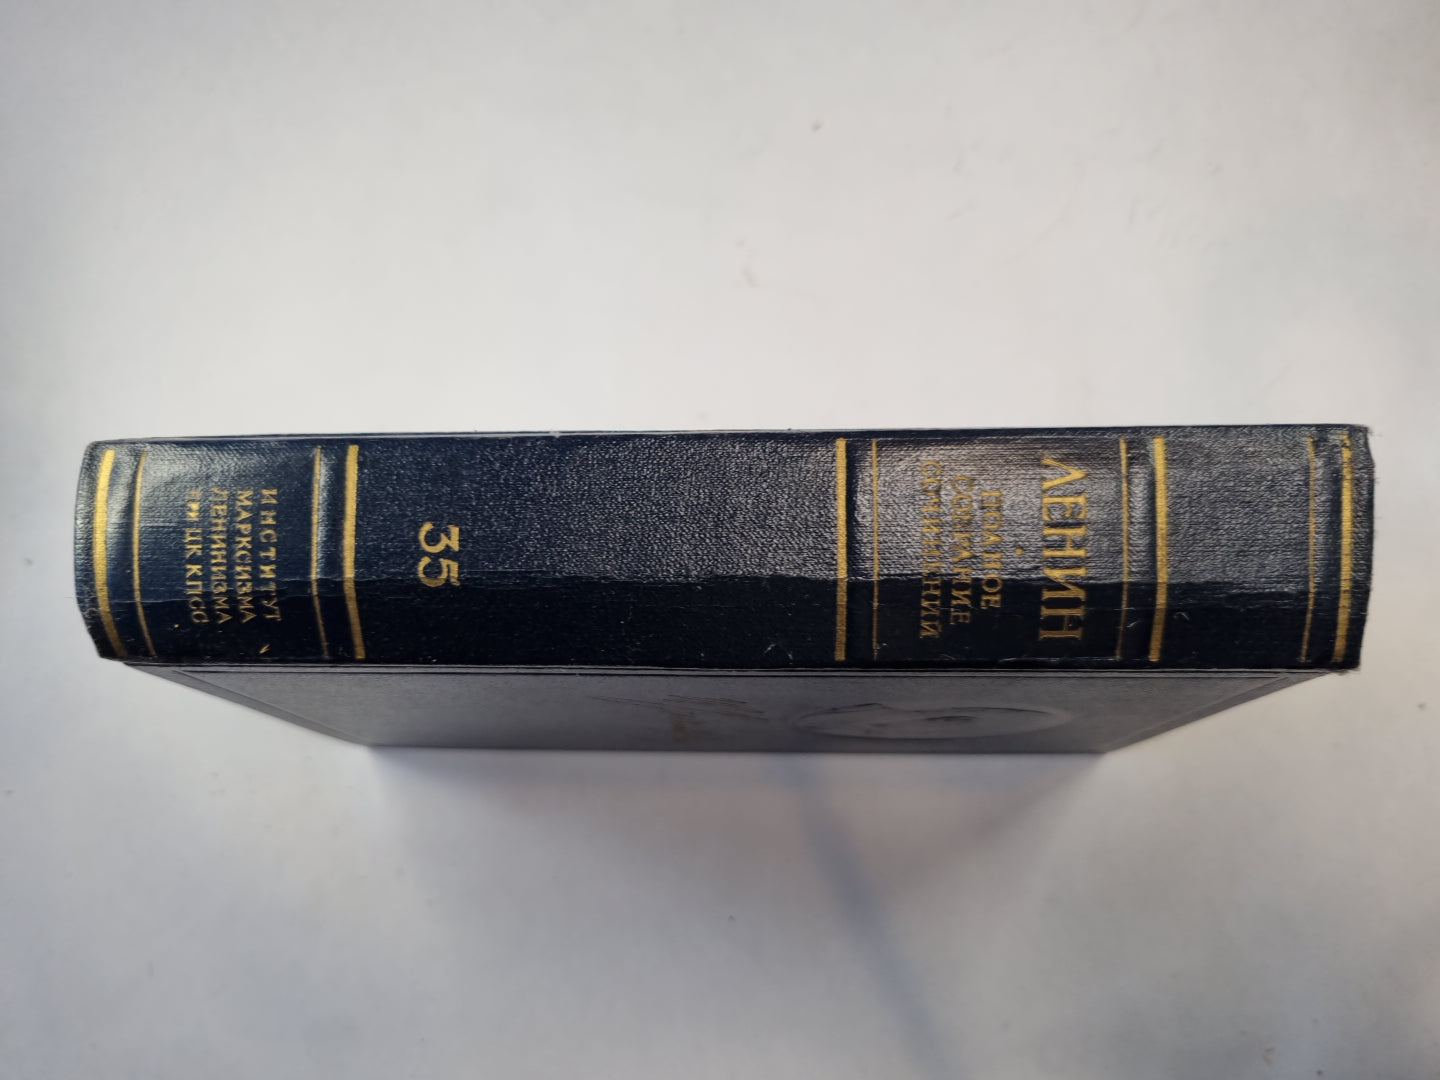 ЛЕНИН
ПОЛНОЕ
СОБРАНИЕ
СОЧИНЕНИЙ
35
ИНСТИТУТ
МАРКСИЗМА
ЛЕНИНИЗМА
ПРИ ЦК КПСС